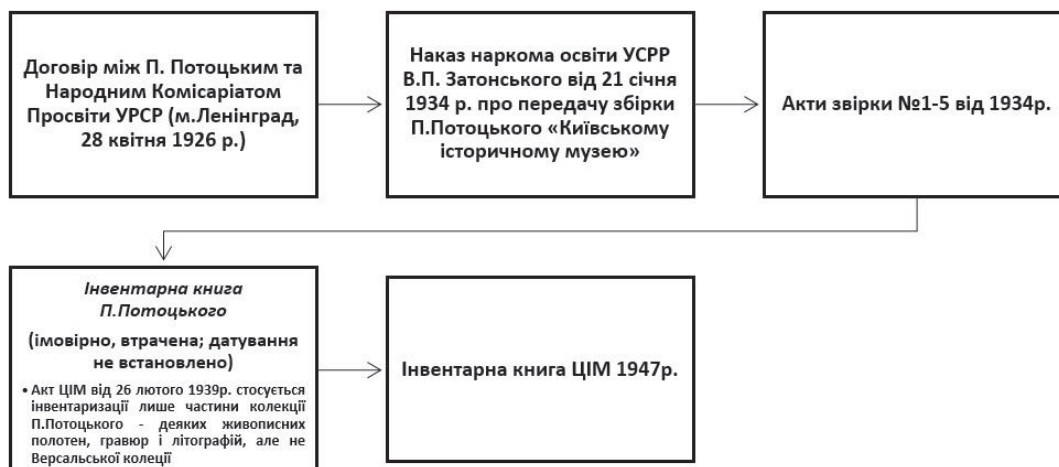 Договір між П. Потоцьким та
Народним Комісаріатом
Просвіти УРСР (м.Ленінград,
28 квітня 1926 р.)
Наказ наркома освіти УСРР
В.П. Затонського від 21 січня
1934 р. про передачу збірки
П.Потоцького «Київському
історичному музею»
Акти звірки №1-5 від 1934р.
Інвентарна книга
П.Потоцького
(імовірно, втрачена; датування
не встановлено)
• Акт ЦІМ від 26 лютого 1939р. стосується
інвентаризації лише частини колекції
П.Потоцького - деяких живописних
полотен, гравюр і літографій, але не
Версальської колеції
Інвентарна книга ЦІМ 1947р.